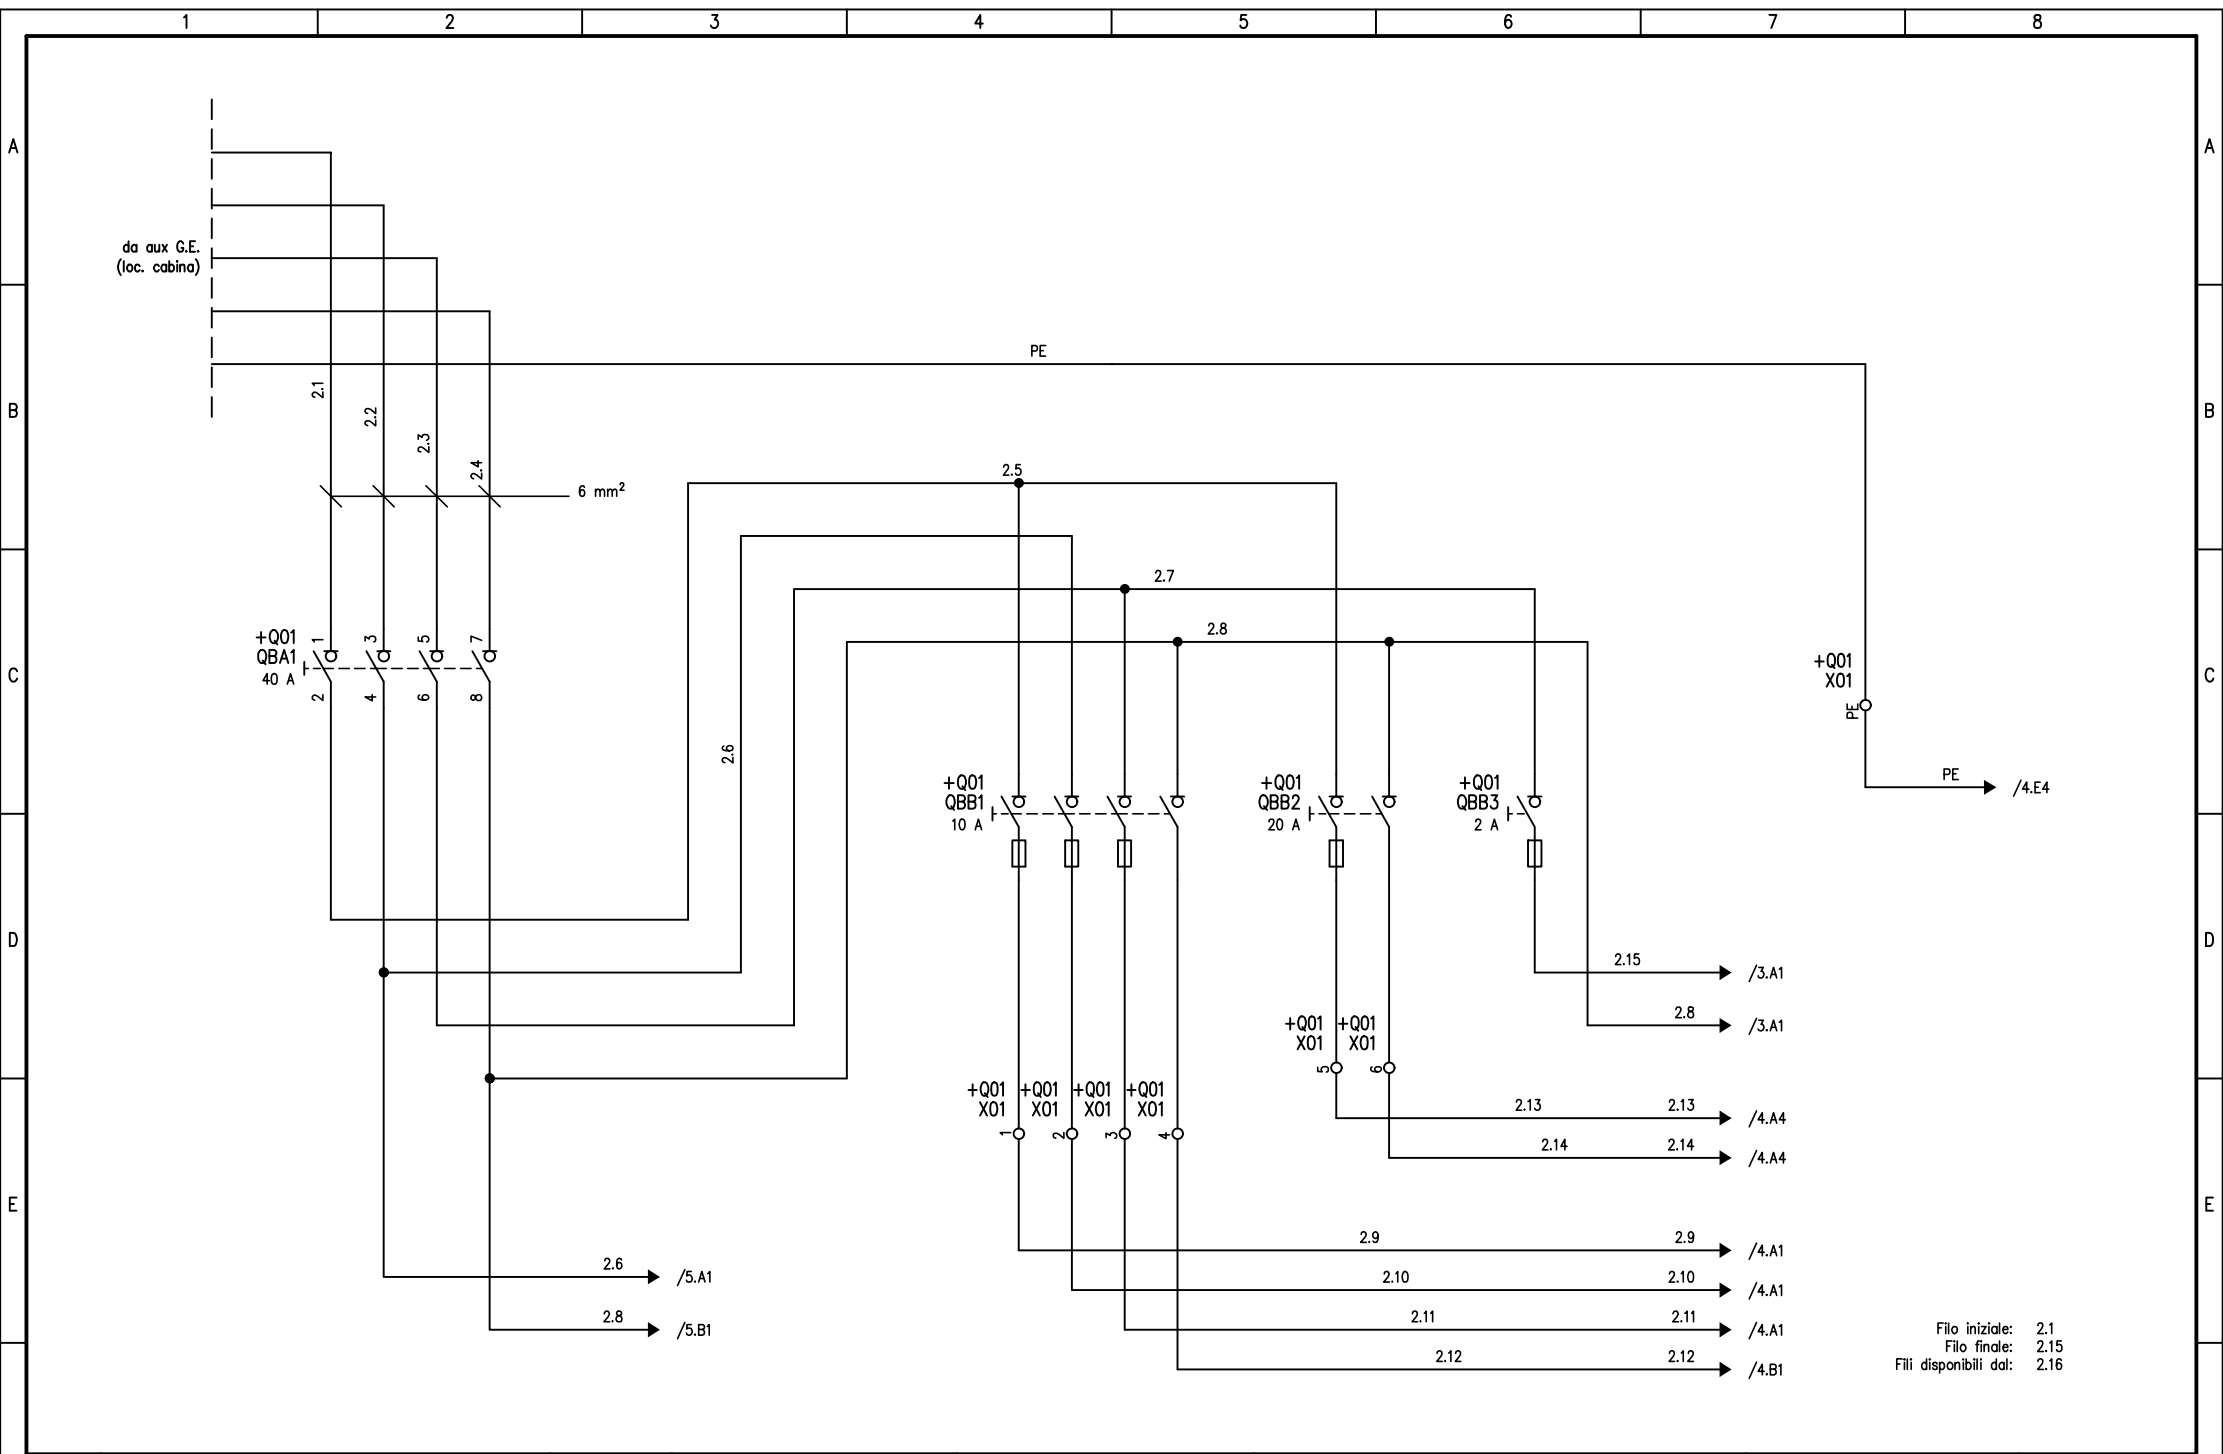 1 2 3 4 5 6 7 8
A A
da aux G.E.
(loc. cabina)
PE
2.1
B B
2.2
2.3
2.4
2.5
6 mm²
2.7
2.8
+Q01
QBA1
40 A
1 3 5 7
2 4 6 8
C C
+Q01
X01
PE
2.6
PE /4.E4
+Q01
QBB1
10 A
+Q01
QBB2
20 A
+Q01
QBB3
2 A
D D
2.15 /3.A1
2.8 /3.A1
+Q01 +Q01
X01 X01
5 6
+Q01 +Q01 +Q01 +Q01
X01 X01 X01 X01
1 2 3 4
2.13 2.13 /4.A4
2.14 2.14 /4.A4
E E
2.9 2.9 /4.A1
2.6 /5.A1
2.10 2.10 /4.A1
2.8 /5.B1
2.11 2.11 /4.A1
2.12 2.12 /4.B1
Filo iniziale: 2.1
Filo finale: 2.15
Fili disponibili dal: 2.16